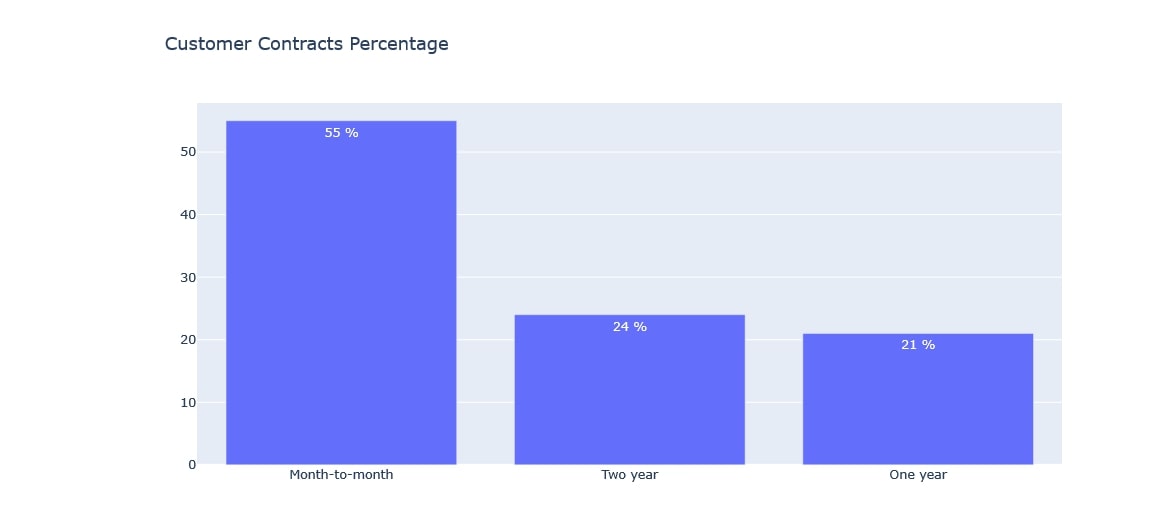 Customer Contracts Percentage
55 %
50
40
30
24 %
20
21 %
10
0
Month-to-month
Two year
One year